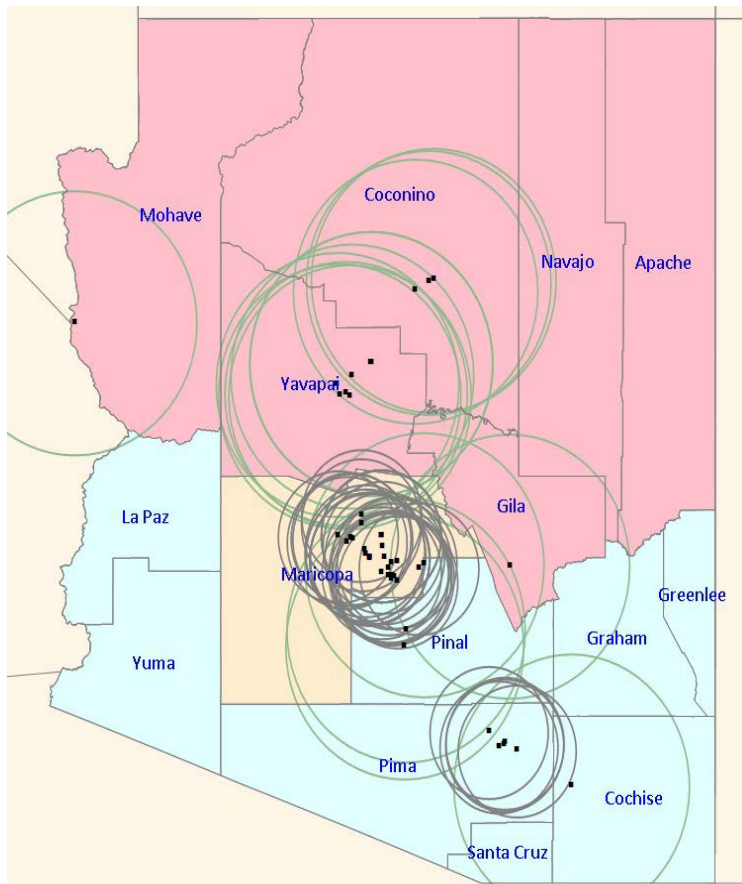 Coconino
Mohave
Navajo
Apache
Yavapai
Gila
La Paz
Maricopa
Greenlee
Pinal
Graham
Yuma
Pima
Cochise
Santa Cruz